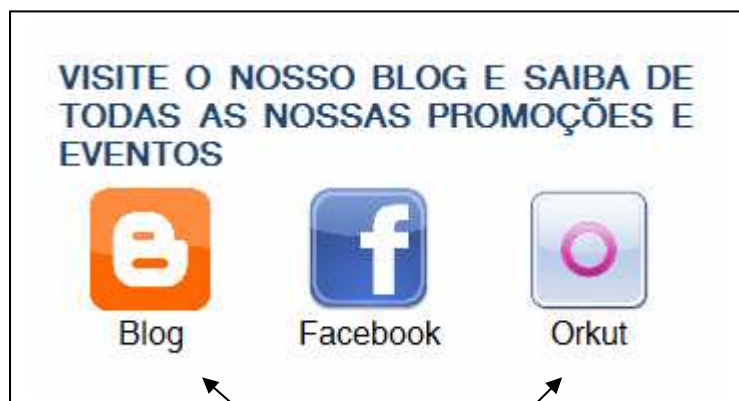 VISITE O NOSSO BLOG E SAIBA DE
TODAS AS NOSSAS PROMOÇÕES E
EVENTOS
Blog Facebook Orkut